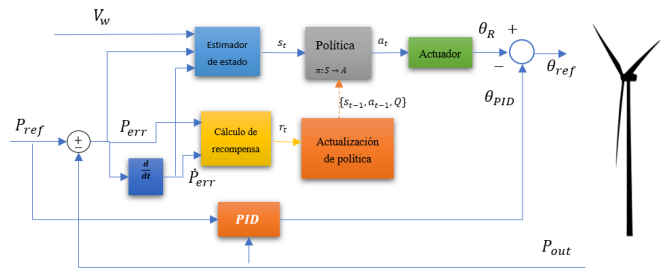 V_w
Estimador
de estado
s_t
Política
π: S → A
a_t
Actuador
θ_R
+
−
θ_ref
θ_PID
{s_{t−1}, a_{t−1}, Q}
P_ref
±
P_err
Cálculo de
recompensa
r_t
Actualización
de política
d/dt
Ṗ_err
PID
P_out